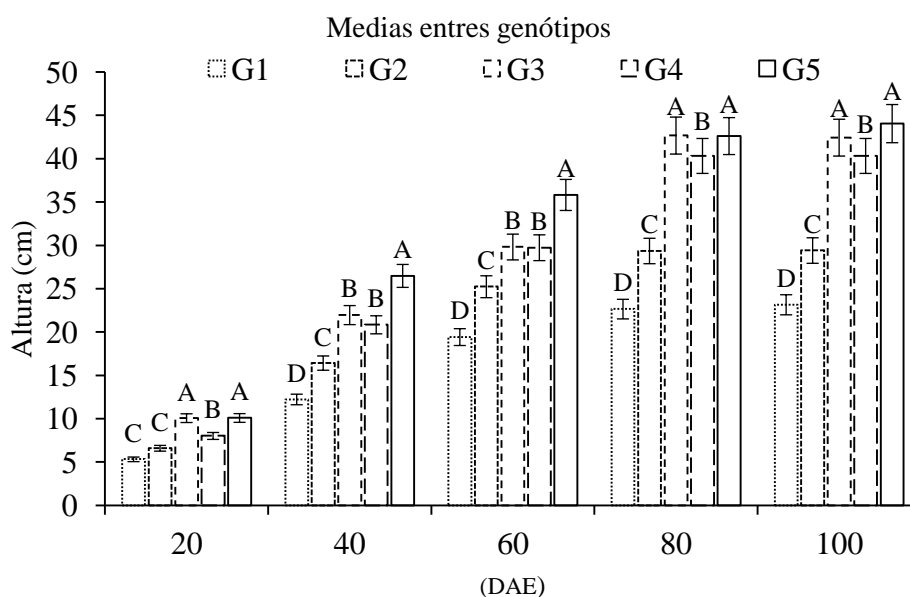 Medias entres genótipos
G1 G2 G3 G4 G5
Altura (cm)
50
45
40
35
30
25
20
15
10
5
0
C C A B A
D C B B A
D C B B A
D C A B A
D C A B A
20 40 60 80 100
(DAE)